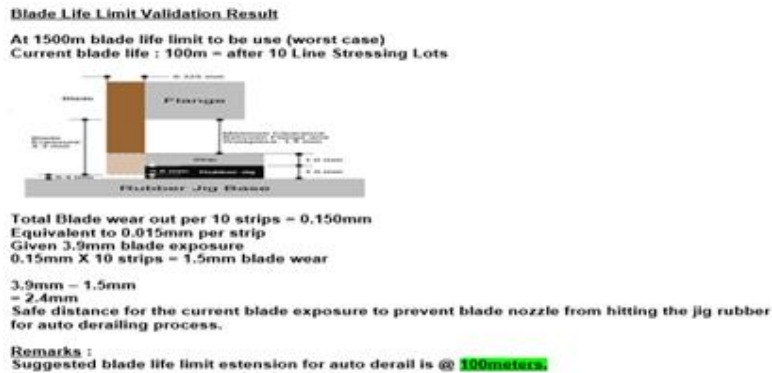 Blade Life Limit Validation Result
At 1500m blade life limit to be use (worst case)
Current blade life : 100m = after 10 Line Stressing Lots
Blade
Flange
Rubber Jig
Rubber Jig Base
Total Blade wear out per 10 strips = 0.150mm
Equivalent to 0.015mm per strip
Given 3.9mm blade exposure
0.15mm X 10 strips = 1.5mm blade wear
3.9mm – 1.5mm
= 2.4mm
Safe distance for the current blade exposure to prevent blade nozzle from hitting the jig rubber
for auto derailing process.
Remarks :
Suggested blade life limit estension for auto derail is @ 100meters.